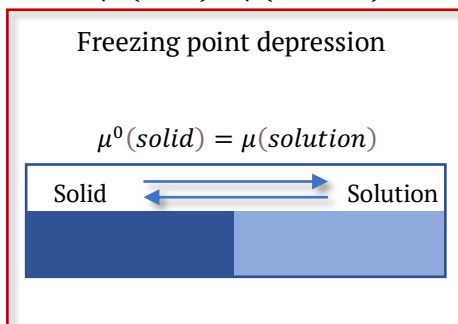 Freezing point depression
μ⁰(solid) = μ(solution)
Solid Solution